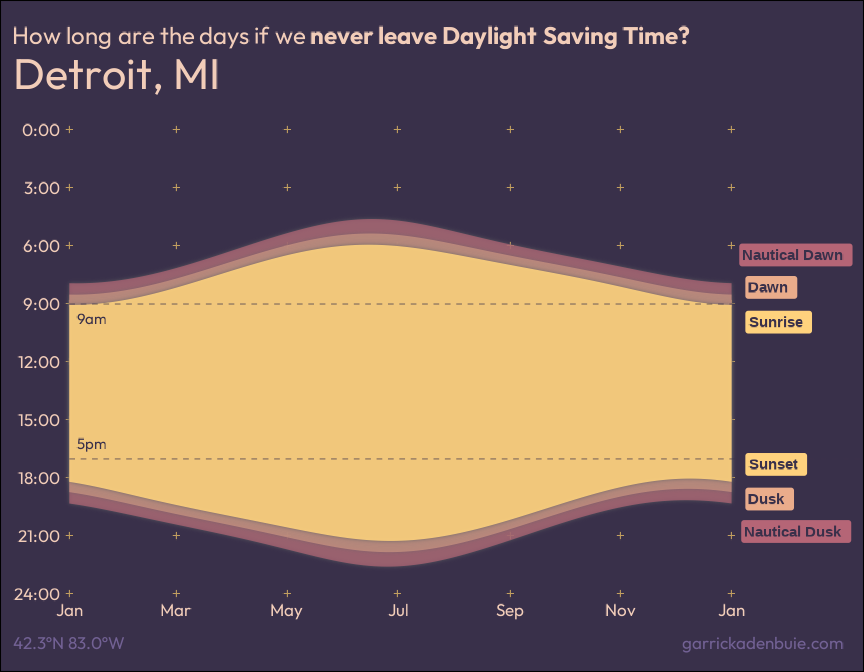 How long are the days if we never leave Daylight Saving Time?
Detroit, MI
0:00
3:00
6:00
Nautical Dawn
Dawn
9:00
9am
Sunrise
12:00
15:00
5pm
Sunset
18:00
Dusk
21:00
Nautical Dusk
24:00
Jan Mar May Jul Sep Nov Jan
42.3°N 83.0°W garrickadenbuie.com